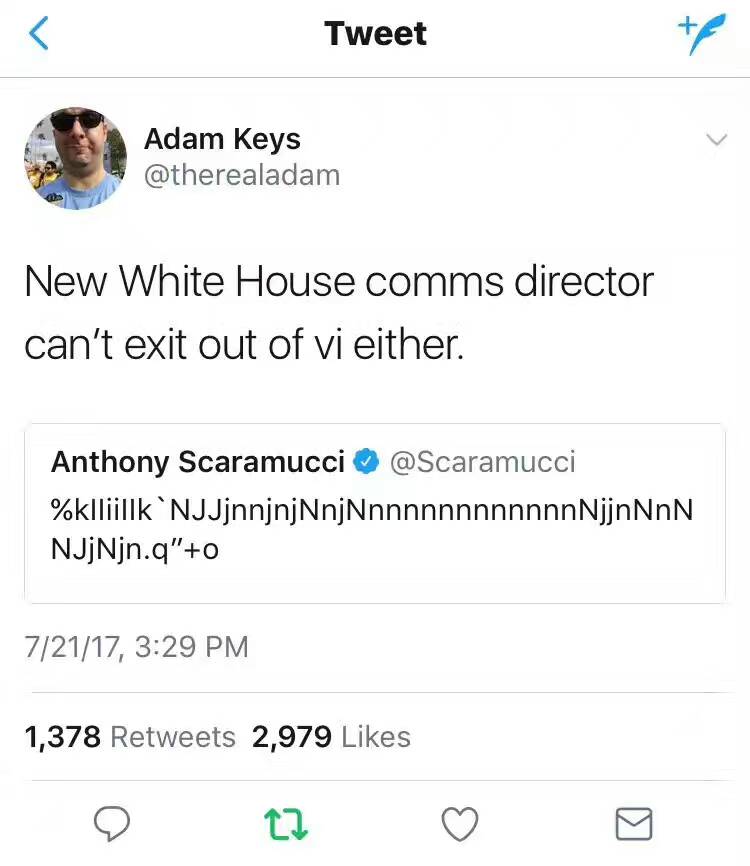 Tweet
Adam Keys
@therealadam
New White House comms director
can't exit out of vi either.
Anthony Scaramucci @Scaramucci
%klliillk`NJJjnnjnjNnjNnnnnnnnnnnnnNjjnNnN
NJjNjn.q"+o
7/21/17, 3:29 PM
1,378 Retweets 2,979 Likes